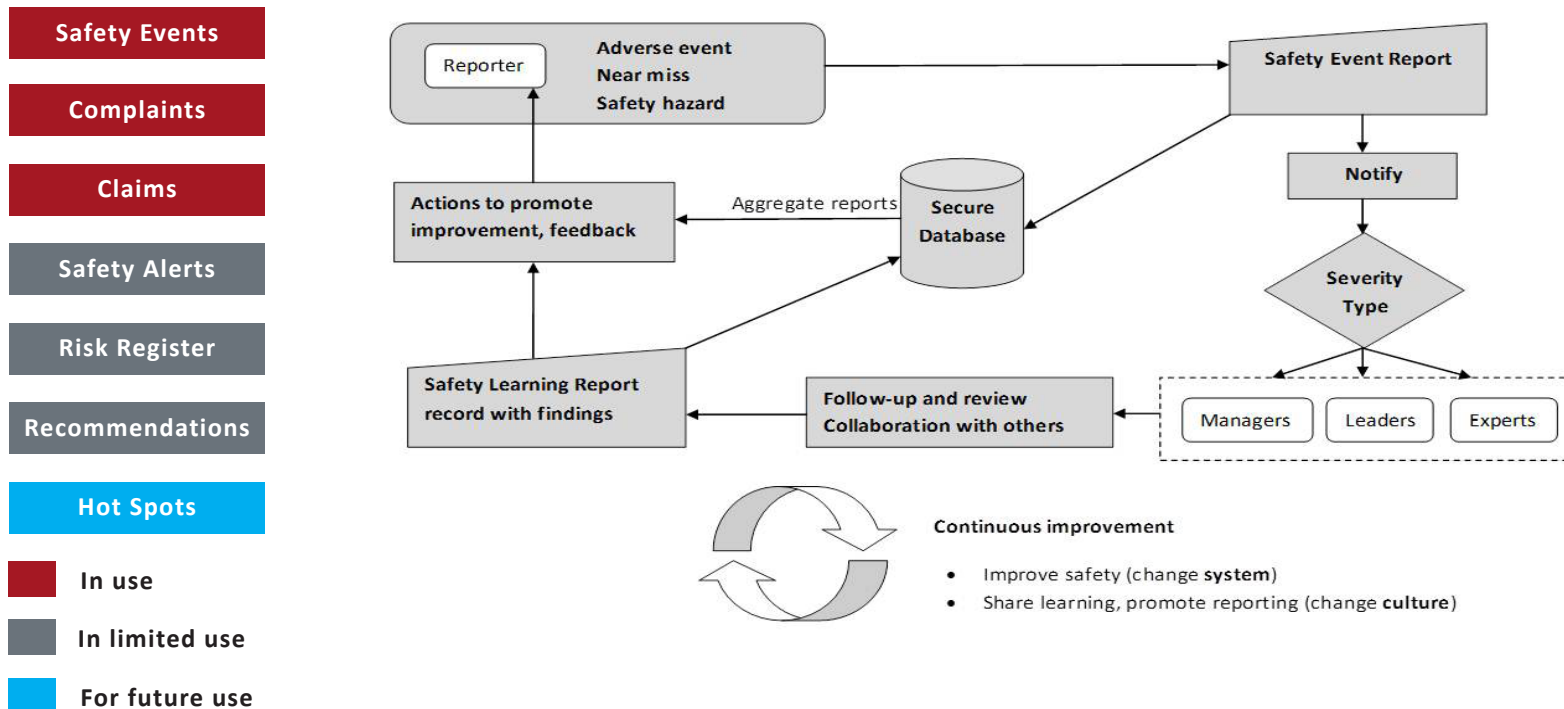 Safety Events
Complaints
Claims
Safety Alerts
Risk Register
Recommendations
Hot Spots
In use
In limited use
For future use
Reporter
Adverse event
Near miss
Safety hazard
Safety Event Report
Notify
Severity
Type
Managers
Leaders
Experts
Follow-up and review
Collaboration with others
Safety Learning Report
record with findings
Actions to promote
improvement, feedback
Aggregate reports
Secure
Database
Continuous improvement
• Improve safety (change system)
• Share learning, promote reporting (change culture)